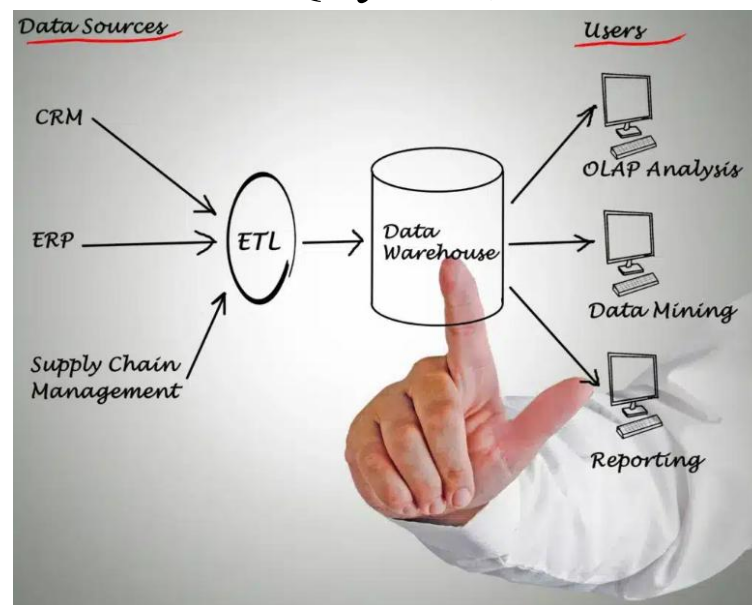 Data Sources
Users
CRM
OLAP Analysis
ERP
ETL
Data
Warehouse
Data Mining
Supply Chain
Management
Reporting